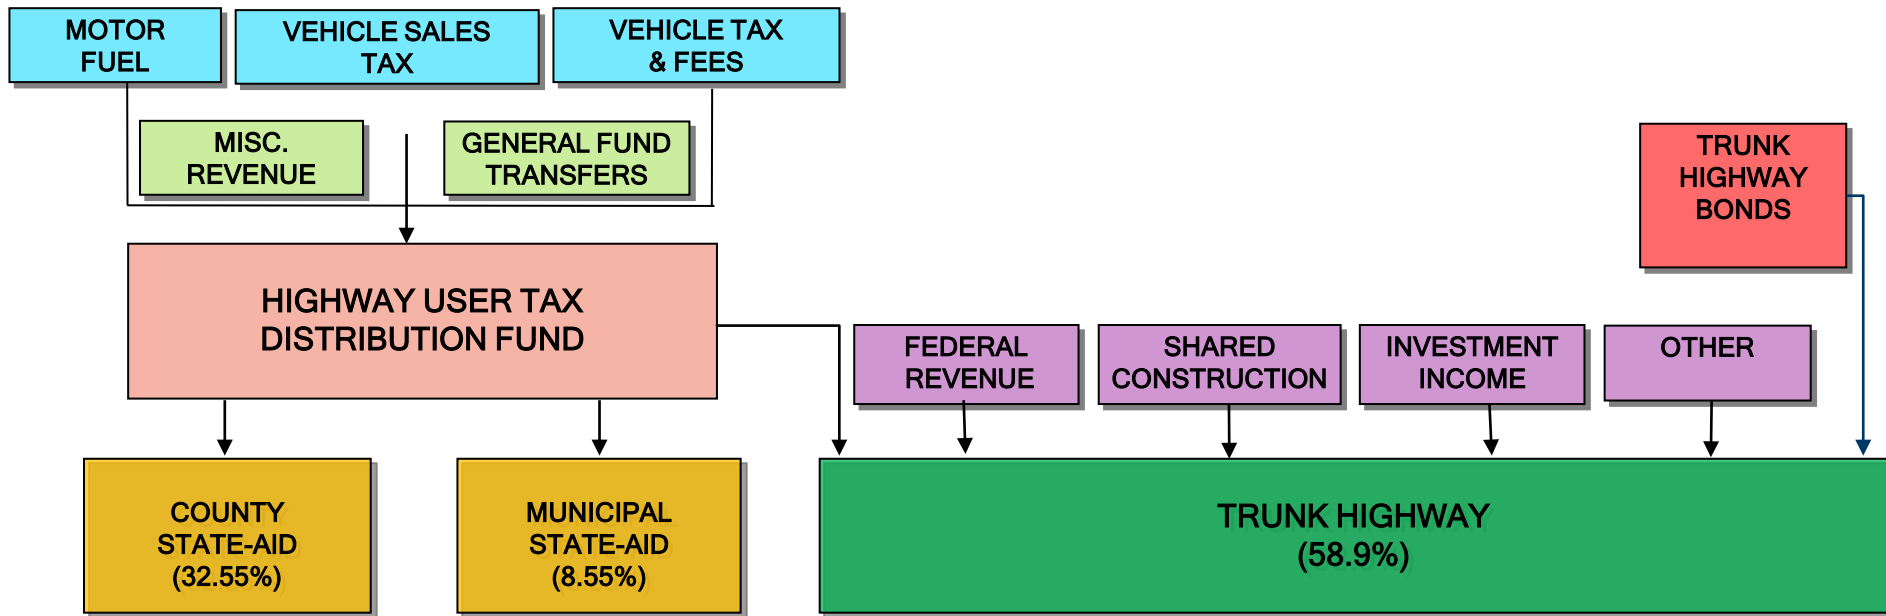 MOTOR
FUEL
VEHICLE SALES
TAX
VEHICLE TAX
& FEES
MISC.
REVENUE
GENERAL FUND
TRANSFERS
TRUNK
HIGHWAY
BONDS
HIGHWAY USER TAX
DISTRIBUTION FUND
FEDERAL
REVENUE
SHARED
CONSTRUCTION
INVESTMENT
INCOME
OTHER
COUNTY
STATE-AID
(32.55%)
MUNICIPAL
STATE-AID
(8.55%)
TRUNK HIGHWAY
(58.9%)